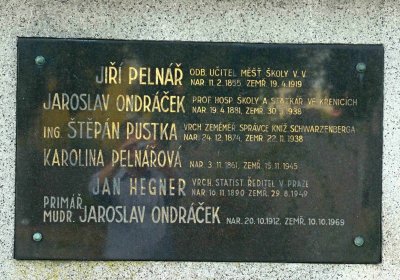 JIŘÍ PELNÁŘ ODB. UČITEL MĚŠŤ ŠKOLY V. V.
NAR. 11. 2. 1855, ZEMŘ. 19. 4. 1919
JAROSLAV ONDRÁČEK PROF. HOSP. ŠKOLY A STATKÁŘ VE KŘENICÍCH
NAR. 19. 4. 1881, ZEMŘ. 30. 1938
ING. ŠTĚPÁN PUSTKA VRCH. ZEMĚMĚŘ. SPRÁVCE KNÍŽ. SCHWARZENBERGA
NAR. 24. 12. 1874, ZEMŘ. 22. 11. 1938
KAROLINA PELNÁŘOVÁ NAR. 3. 11. 1861, ZEMŘ. 15. 11. 1945
JAN HEGNER VRCH. STATIST. ŘEDITEL V PRAZE
NAR. 16. 11. 1890 ZEMŘ. 29. 8. 1949
PRIMÁŘ
MUDR. JAROSLAV ONDRÁČEK NAR. 20. 10. 1912, ZEMŘ. 10. 10. 1969